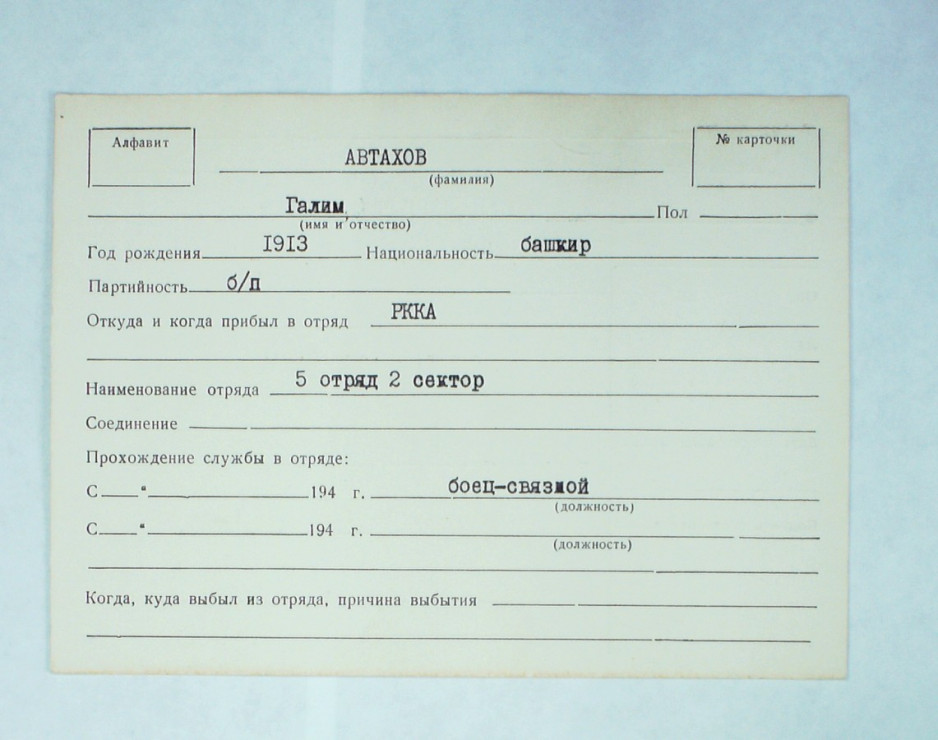 Алфавит
№ карточки
АВТАХОВ
(фамилия)
Галим Пол
(имя и отчество)
Год рождения 1913 Национальность башкир
Партийность б/п
Откуда и когда прибыл в отряд РККА
Наименование отряда 5 отряд 2 сектор
Соединение
Прохождение службы в отряде:
С " 194 г. боец-связной
(должность)
С " 194 г.
(должность)
Когда, куда выбыл из отряда, причина выбытия